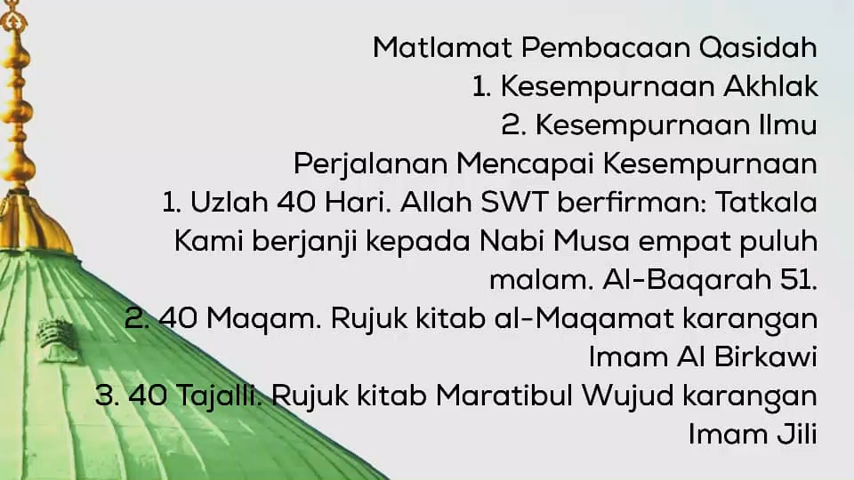 Matlamat Pembacaan Qasidah
1. Kesempurnaan Akhlak
2. Kesempurnaan Ilmu
Perjalanan Mencapai Kesempurnaan
1. Uzlah 40 Hari. Allah SWT berfirman: Tatkala
Kami berjanji kepada Nabi Musa empat puluh
malam. Al-Baqarah 51.
2. 40 Maqam. Rujuk kitab al-Maqamat karangan
Imam Al Birkawi
3. 40 Tajalli. Rujuk kitab Maratibul Wujud karangan
Imam Jili